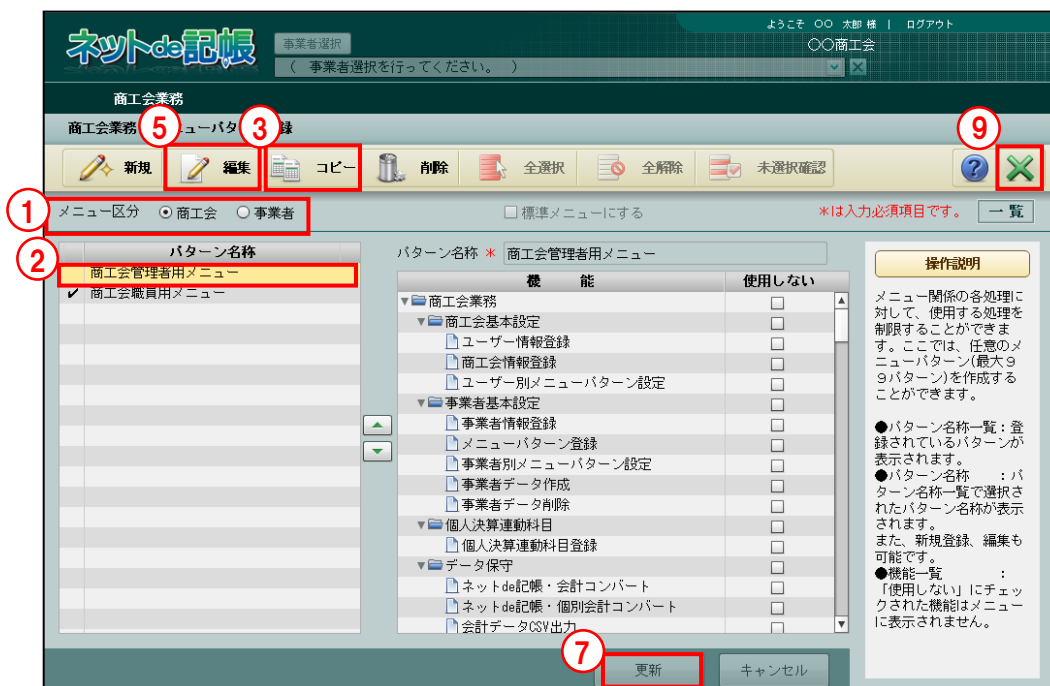 ようこそ 〇〇 太郎 様 | ログアウト
ネットde記帳
事業者選択
〇〇商工会
( 事業者選択を行ってください。 )
商工会業務
商工会業務
ニューパタ
録
⑤
③
⑨
新規
編集
コピー
削除
全選択
全解除
未選択確認
?
①
メニュー区分 商工会 事業者
標準メニューにする
*は入力必須項目です。
一覧
②
パターン名称
商工会管理者用メニュー
✔ 商工会職員用メニュー
パターン名称 * 商工会管理者用メニュー
機 能 使用しない
商工会業務
商工会基本設定
ユーザー情報登録
商工会情報登録
ユーザー別メニューパターン設定
事業者基本設定
事業者情報登録
メニューパターン登録
事業者別メニューパターン設定
事業者データ作成
事業者データ削除
個人決算連動科目
個人決算連動科目登録
データ保守
ネットde記帳・会計コンバート
ネットde記帳・個別会計コンバート
会計データCSV出力
操作説明
メニュー関係の各処理に
対して、使用する処理を
制限することができま
す。ここでは、任意のメ
ニューパターン(最大9
9パターン)を作成する
ことができます。
●パターン名称一覧:登
録されているパターンが
表示されます。
●パターン名称 :パ
ターン名称一覧で選択さ
れたパターン名称が表示
されます。
また、新規登録、編集も
可能です。
●機能一覧 :
「使用しない」にチェッ
クされた機能はメニュー
に表示されません。
⑦
更新
キャンセル